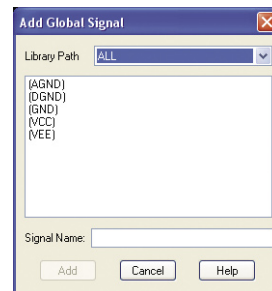 Add Global Signal
Library Path ALL
(AGND)
(DGND)
(GND)
(VCC)
(VEE)
Signal Name:
Add Cancel Help